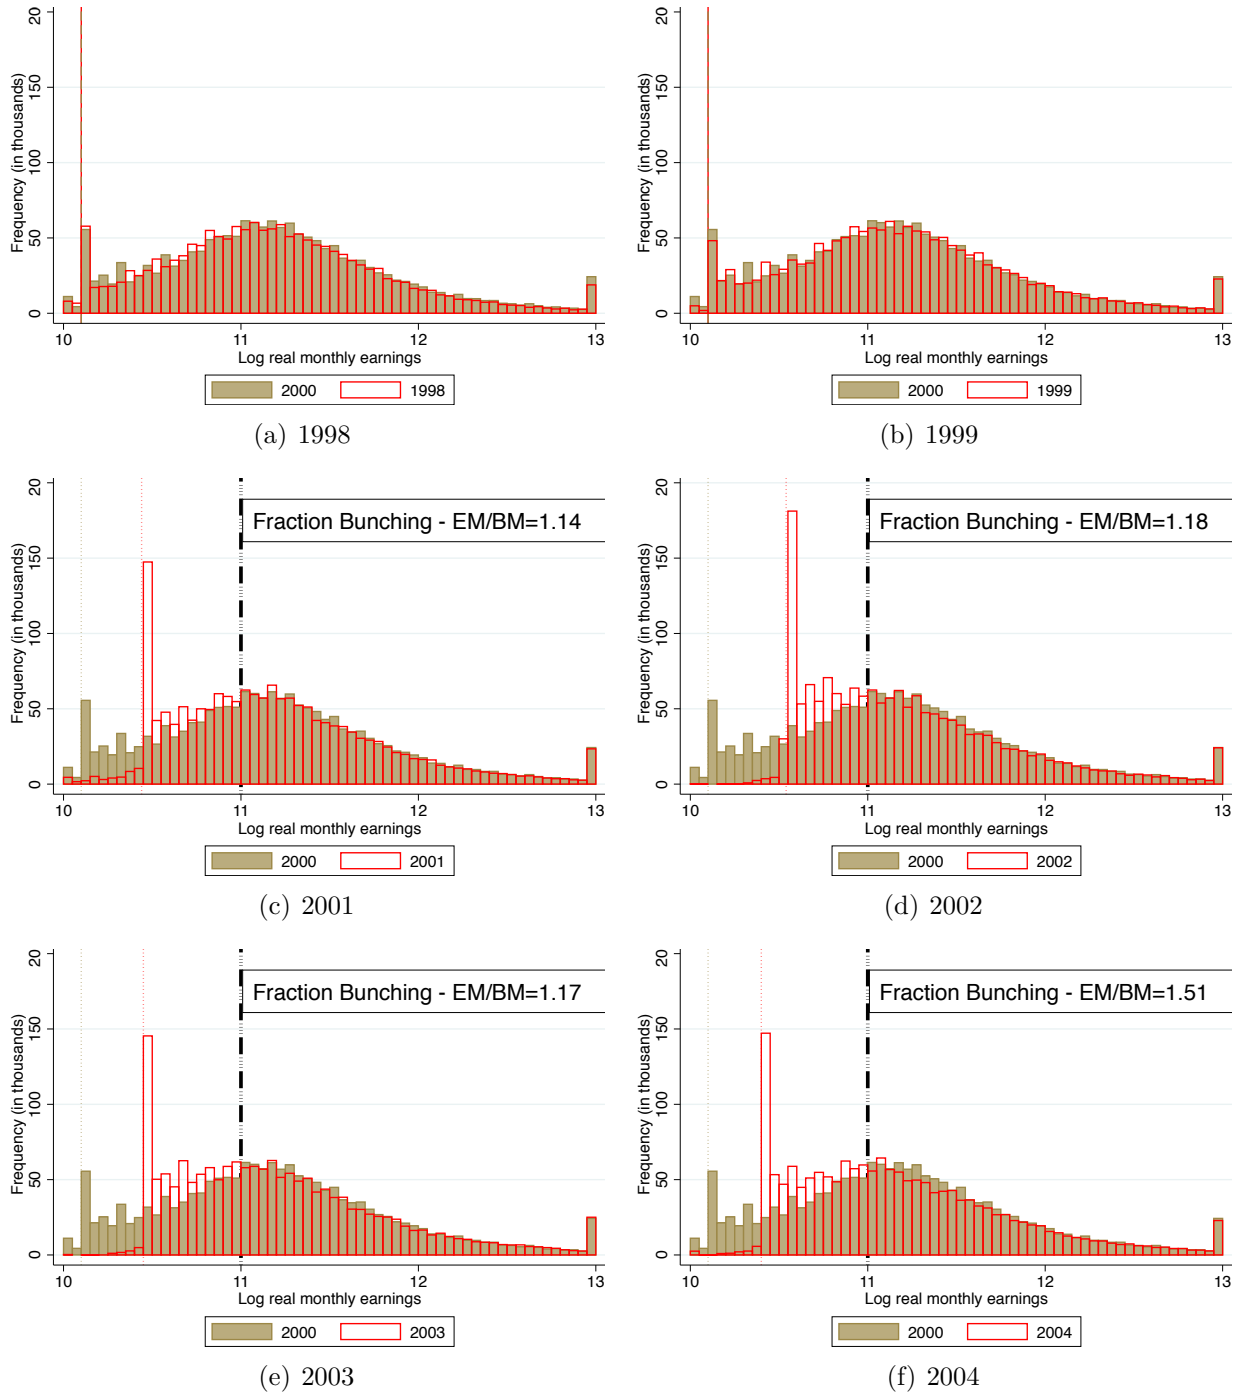 Frequency (in thousands)
0 50 100 150 20
10 11 12 13
Log real monthly earnings
2000 1998
(a) 1998
Frequency (in thousands)
0 50 100 150 20
10 11 12 13
Log real monthly earnings
2000 1999
(b) 1999
Frequency (in thousands)
0 50 100 150 20
Fraction Bunching - EM/BM=1.14
10 11 12 13
Log real monthly earnings
2000 2001
(c) 2001
Frequency (in thousands)
0 50 100 150 20
Fraction Bunching - EM/BM=1.18
10 11 12 13
Log real monthly earnings
2000 2002
(d) 2002
Frequency (in thousands)
0 50 100 150 20
Fraction Bunching - EM/BM=1.17
10 11 12 13
Log real monthly earnings
2000 2003
(e) 2003
Frequency (in thousands)
0 50 100 150 20
Fraction Bunching - EM/BM=1.51
10 11 12 13
Log real monthly earnings
2000 2004
(f) 2004